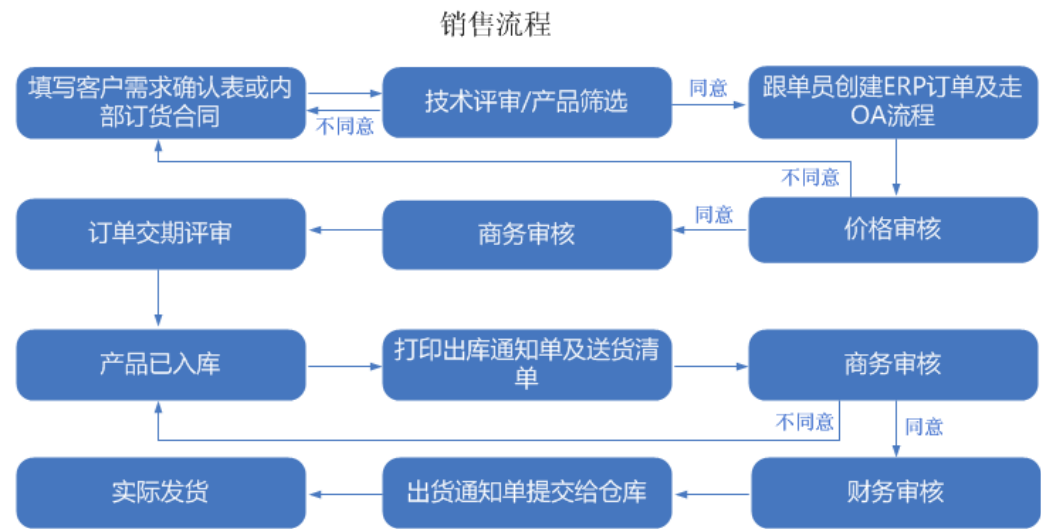 销售流程
填写客户需求确认表或内
部订货合同
不同意
技术评审/产品筛选
同意
跟单员创建ERP订单及走
OA流程
不同意
订单交期评审
商务审核
同意
价格审核
产品已入库
打印出库通知单及送货清
单
商务审核
不同意
同意
实际发货
出货通知单提交给仓库
财务审核